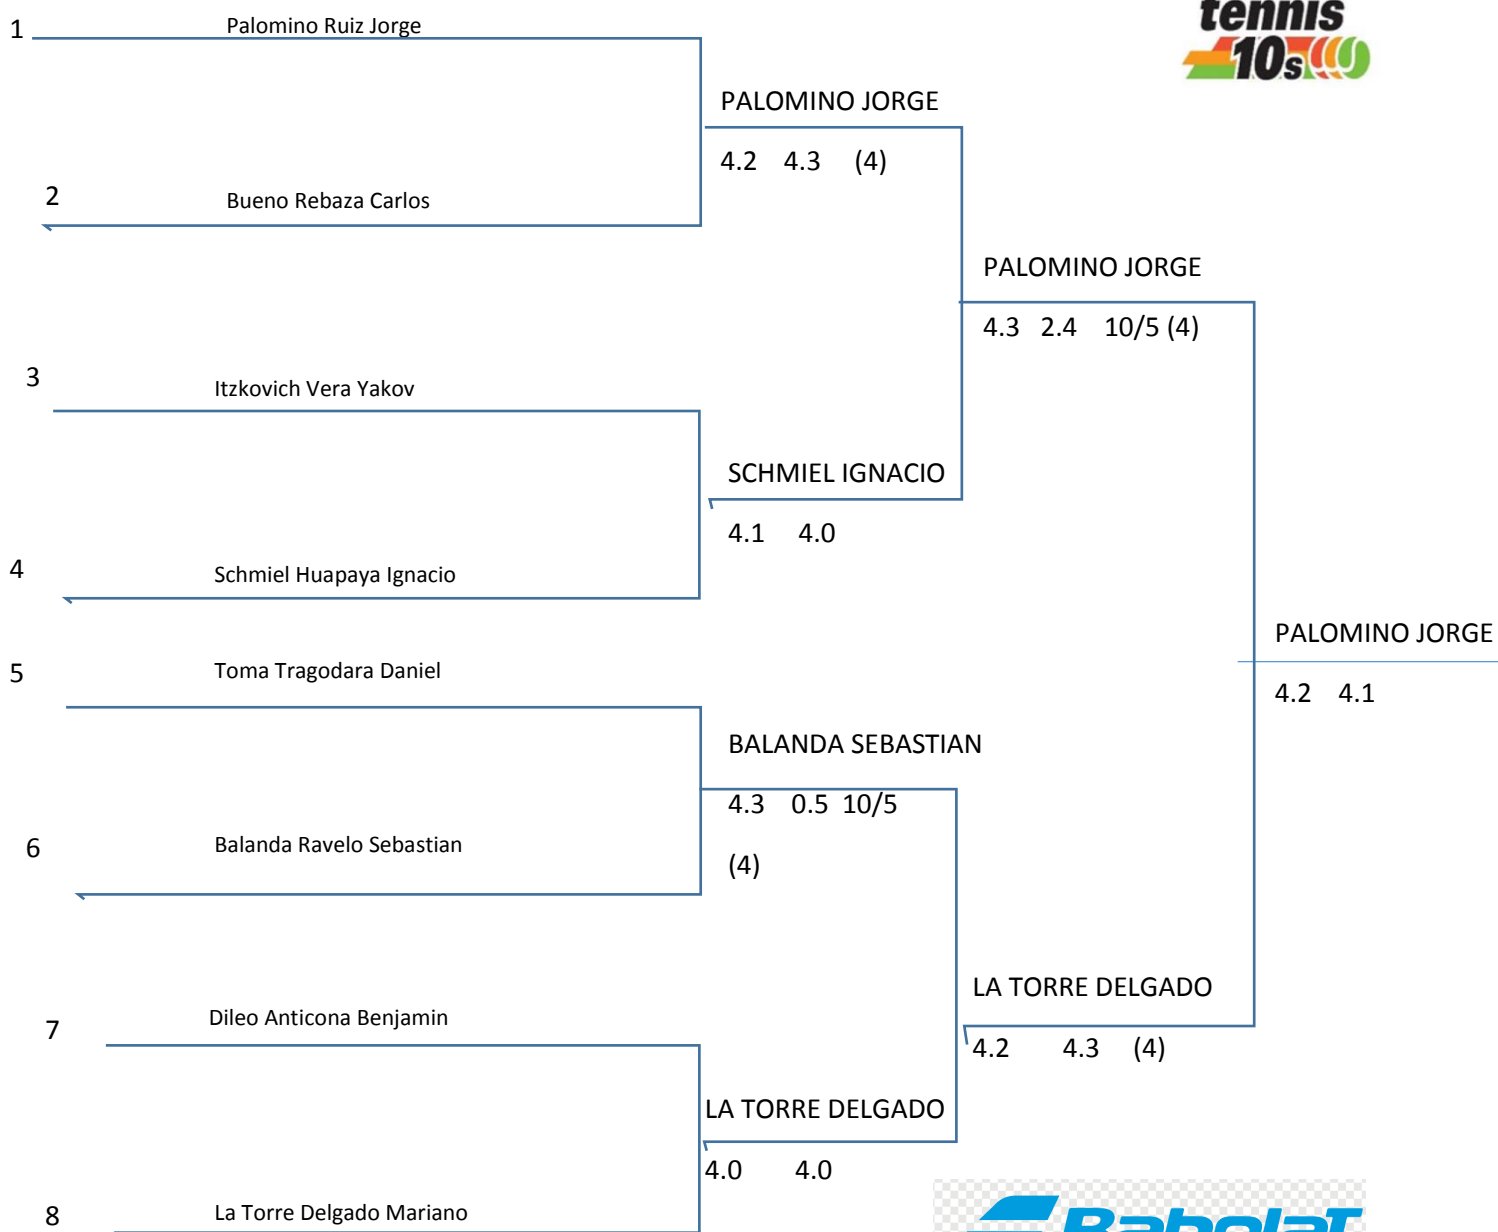 tennis
10s
1 Palomino Ruiz Jorge
PALOMINO JORGE
4.2 4.3 (4)
2 Bueno Rebaza Carlos
PALOMINO JORGE
4.3 2.4 10/5 (4)
3 Itzkovich Vera Yakov
SCHMIEL IGNACIO
4.1 4.0
4 Schmiel Huapaya Ignacio
PALOMINO JORGE
4.2 4.1
5 Toma Tragodara Daniel
BALANDA SEBASTIAN
4.3 0.5 10/5
(4)
6 Balanda Ravelo Sebastian
LA TORRE DELGADO
4.2 4.3 (4)
7 Dileo Anticona Benjamin
LA TORRE DELGADO
4.0 4.0
8 La Torre Delgado Mariano
Babolat